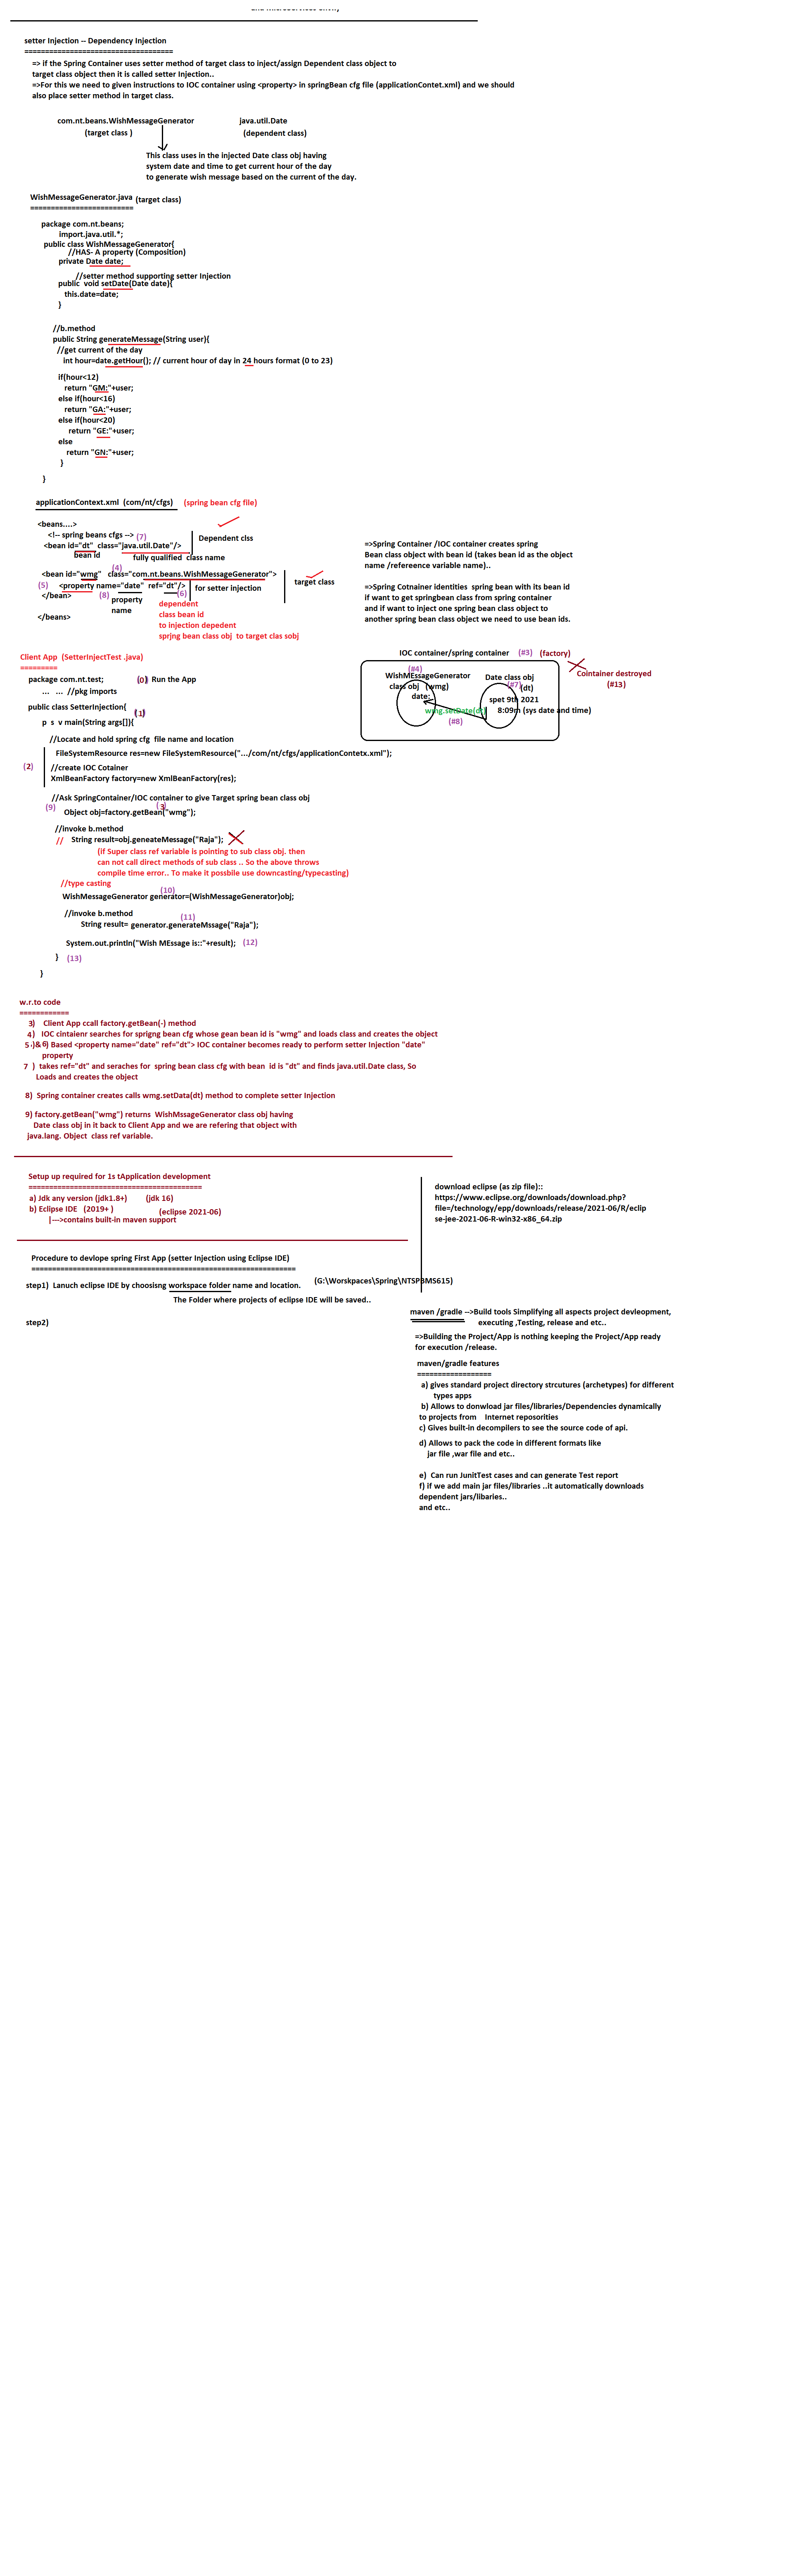 setter Injection -- Dependency Injection
====================================
=> if the Spring Container uses setter method of target class to inject/assign Dependent class object to
target class object then it is called setter Injection..
=>For this we need to given instructions to IOC container using <property> in springBean cfg file (applicationContet.xml) and we should
also place setter method in target class.
com.nt.beans.WishMessageGenerator java.util.Date
(target class ) (dependent class)
This class uses in the injected Date class obj having
system date and time to get current hour of the day
to generate wish message based on the current of the day.
WishMessageGenerator.java (target class)
=========================
package com.nt.beans;
import.java.util.*;
public class WishMessageGenerator{
//HAS- A property (Composition)
private Date date;
//setter method supporting setter Injection
public void setDate(Date date){
this.date=date;
}
//b.method
public String generateMessage(String user){
//get current of the day
int hour=date.getHour(); // current hour of day in 24 hours format (0 to 23)
if(hour<12)
return "GM:"+user;
else if(hour<16)
return "GA:"+user;
else if(hour<20)
return "GE:"+user;
else
return "GN:"+user;
}
}
applicationContext.xml (com/nt/cfgs) (spring bean cfg file)
<beans....>
<!-- spring beans cfgs --> (7)
<bean id="dt" class="java.util.Date"/> Dependent clss
bean id fully qualified class name
(4)
<bean id="wmg" class="com.nt.beans.WishMessageGenerator">
(5) <property name="date" ref="dt"/> for setter injection target class
</bean> (8) property (6)
name
dependent
class bean id
to injection depedent
sprjng bean class obj to target clas sobj
</beans>
=>Spring Container /IOC container creates spring
Bean class object with bean id (takes bean id as the object
name /refereence variable name)..
=>Spring Cotnainer identities spring bean with its bean id
if want to get springbean class from spring container
and if want to inject one spring bean class object to
another spring bean class object we need to use bean ids.
IOC container/spring container (#3) (factory)
Cointainer destroyed
(#13)
(#4)
WishMEssageGenerator
class obj (wmg)
date:
Date class obj
(#7) (dt)
spet 9th 2021
8:09m (sys date and time)
wmg.setDate(dt)
(#8)
Client App (SetterInjectTest .java)
=========
package com.nt.test; (0) Run the App
... ... //pkg imports
public class SetterInjection{
(1)
p s v main(String args[]){
//Locate and hold spring cfg file name and location
FileSystemResource res=new FileSystemResource(".../com/nt/cfgs/applicationContetx.xml");
(2) //create IOC Cotainer
XmlBeanFactory factory=new XmlBeanFactory(res);
//Ask SpringContainer/IOC container to give Target spring bean class obj
(9) (3)
Object obj=factory.getBean("wmg");
//invoke b.method
// String result=obj.geneateMessage("Raja");
(if Super class ref variable is pointing to sub class obj. then
can not call direct methods of sub class .. So the above throws
compile time error.. To make it possbile use downcasting/typecasting)
//type casting
(10)
WishMessageGenerator generator=(WishMessageGenerator)obj;
//invoke b.method (11)
String result= generator.generateMssage("Raja");
System.out.println("Wish MEssage is::"+result); (12)
} (13)
}
w.r.to code
============
3) Client App ccall factory.getBean(-) method
4) IOC cintaienr searches for sprigng bean cfg whose gean bean id is "wmg" and loads class and creates the object
5 )& 6) Based <property name="date" ref="dt"> IOC container becomes ready to perform setter Injection "date"
property
7 ) takes ref="dt" and seraches for spring bean class cfg with bean id is "dt" and finds java.util.Date class, So
Loads and creates the object
8) Spring container creates calls wmg.setData(dt) method to complete setter Injection
9) factory.getBean("wmg") returns WishMssageGenerator class obj having
Date class obj in it back to Client App and we are refering that object with
java.lang. Object class ref variable.
Setup up required for 1s tApplication development
==========================================
a) Jdk any version (jdk1.8+) (jdk 16)
b) Eclipse IDE (2019+ ) (eclipse 2021-06)
|--->contains built-in maven support
download eclipse (as zip file)::
https://www.eclipse.org/downloads/download.php?
file=/technology/epp/downloads/release/2021-06/R/eclip
se-jee-2021-06-R-win32-x86_64.zip
Procedure to devlope spring First App (setter Injection using Eclipse IDE)
================================================================
step1) Lanuch eclipse IDE by choosisng workspace folder name and location. (G:\Worskpaces\Spring\NTSPBMS615)
The Folder where projects of eclipse IDE will be saved..
step2)
maven /gradle -->Build tools Simplifying all aspects project devleopment,
executing ,Testing, release and etc..
=>Building the Project/App is nothing keeping the Project/App ready
for execution /release.
maven/gradle features
==================
a) gives standard project directory strcutures (archetypes) for different
types apps
b) Allows to donwload jar files/libraries/Dependencies dynamically
to projects from Internet reposorities
c) Gives built-in decompilers to see the source code of api.
d) Allows to pack the code in different formats like
jar file ,war file and etc..
e) Can run JunitTest cases and can generate Test report
f) if we add main jar files/libraries ..it automatically downloads
dependent jars/libaries..
and etc..